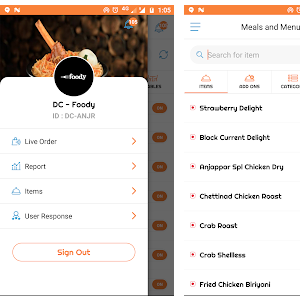 1:05
foody
DC - Foody
ID : DC-ANJR
Live Order
Report
Items
User Response
Sign Out
Meals and Menu
Search for item
ITEMS
ADD ONS
CATEGO
Strawberry Delight
Black Current Delight
Anjappar Spl Chicken Dry
Chettinad Chicken Roast
Crab Roast
Crab Shellless
Fried Chicken Biriyani